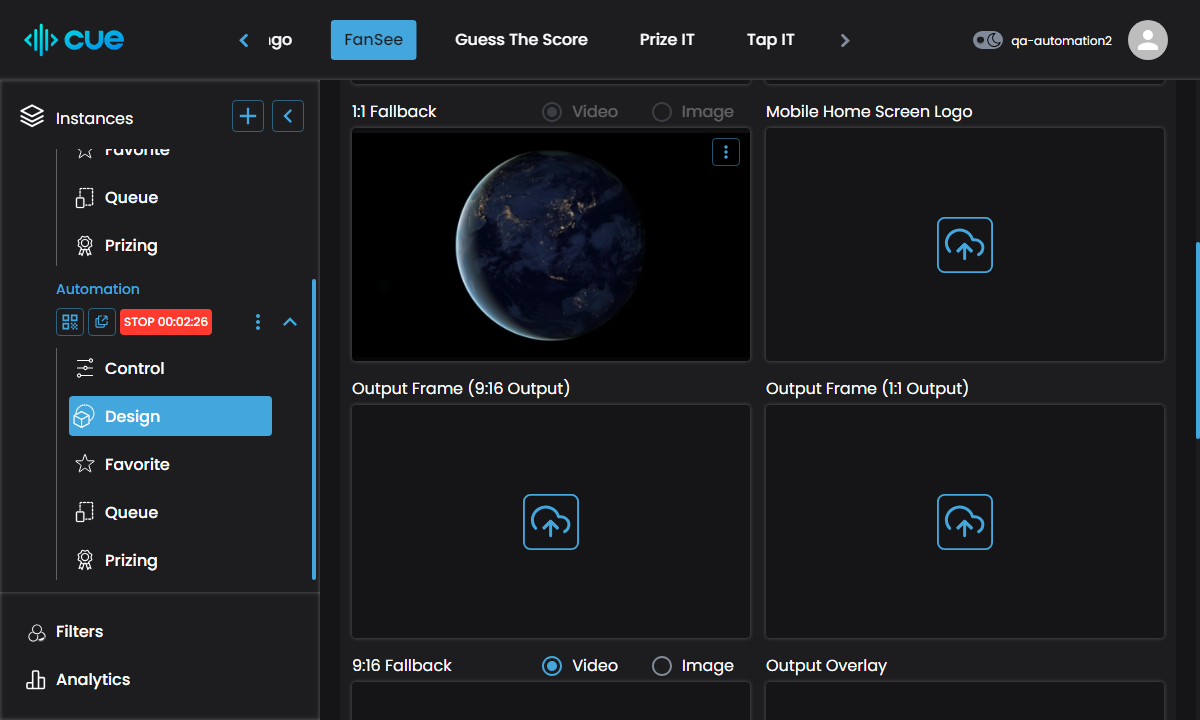 cue
FanSee
Guess The Score
Prize IT
Tap IT
qa-automation2
Instances
Favorite
Queue
Prizing
Automation
STOP 00:02:26
Control
Design
Favorite
Queue
Prizing
Filters
Analytics
1:1 Fallback
Video
Image
Mobile Home Screen Logo
Output Frame (9:16 Output)
Output Frame (1:1 Output)
9:16 Fallback
Video
Image
Output Overlay